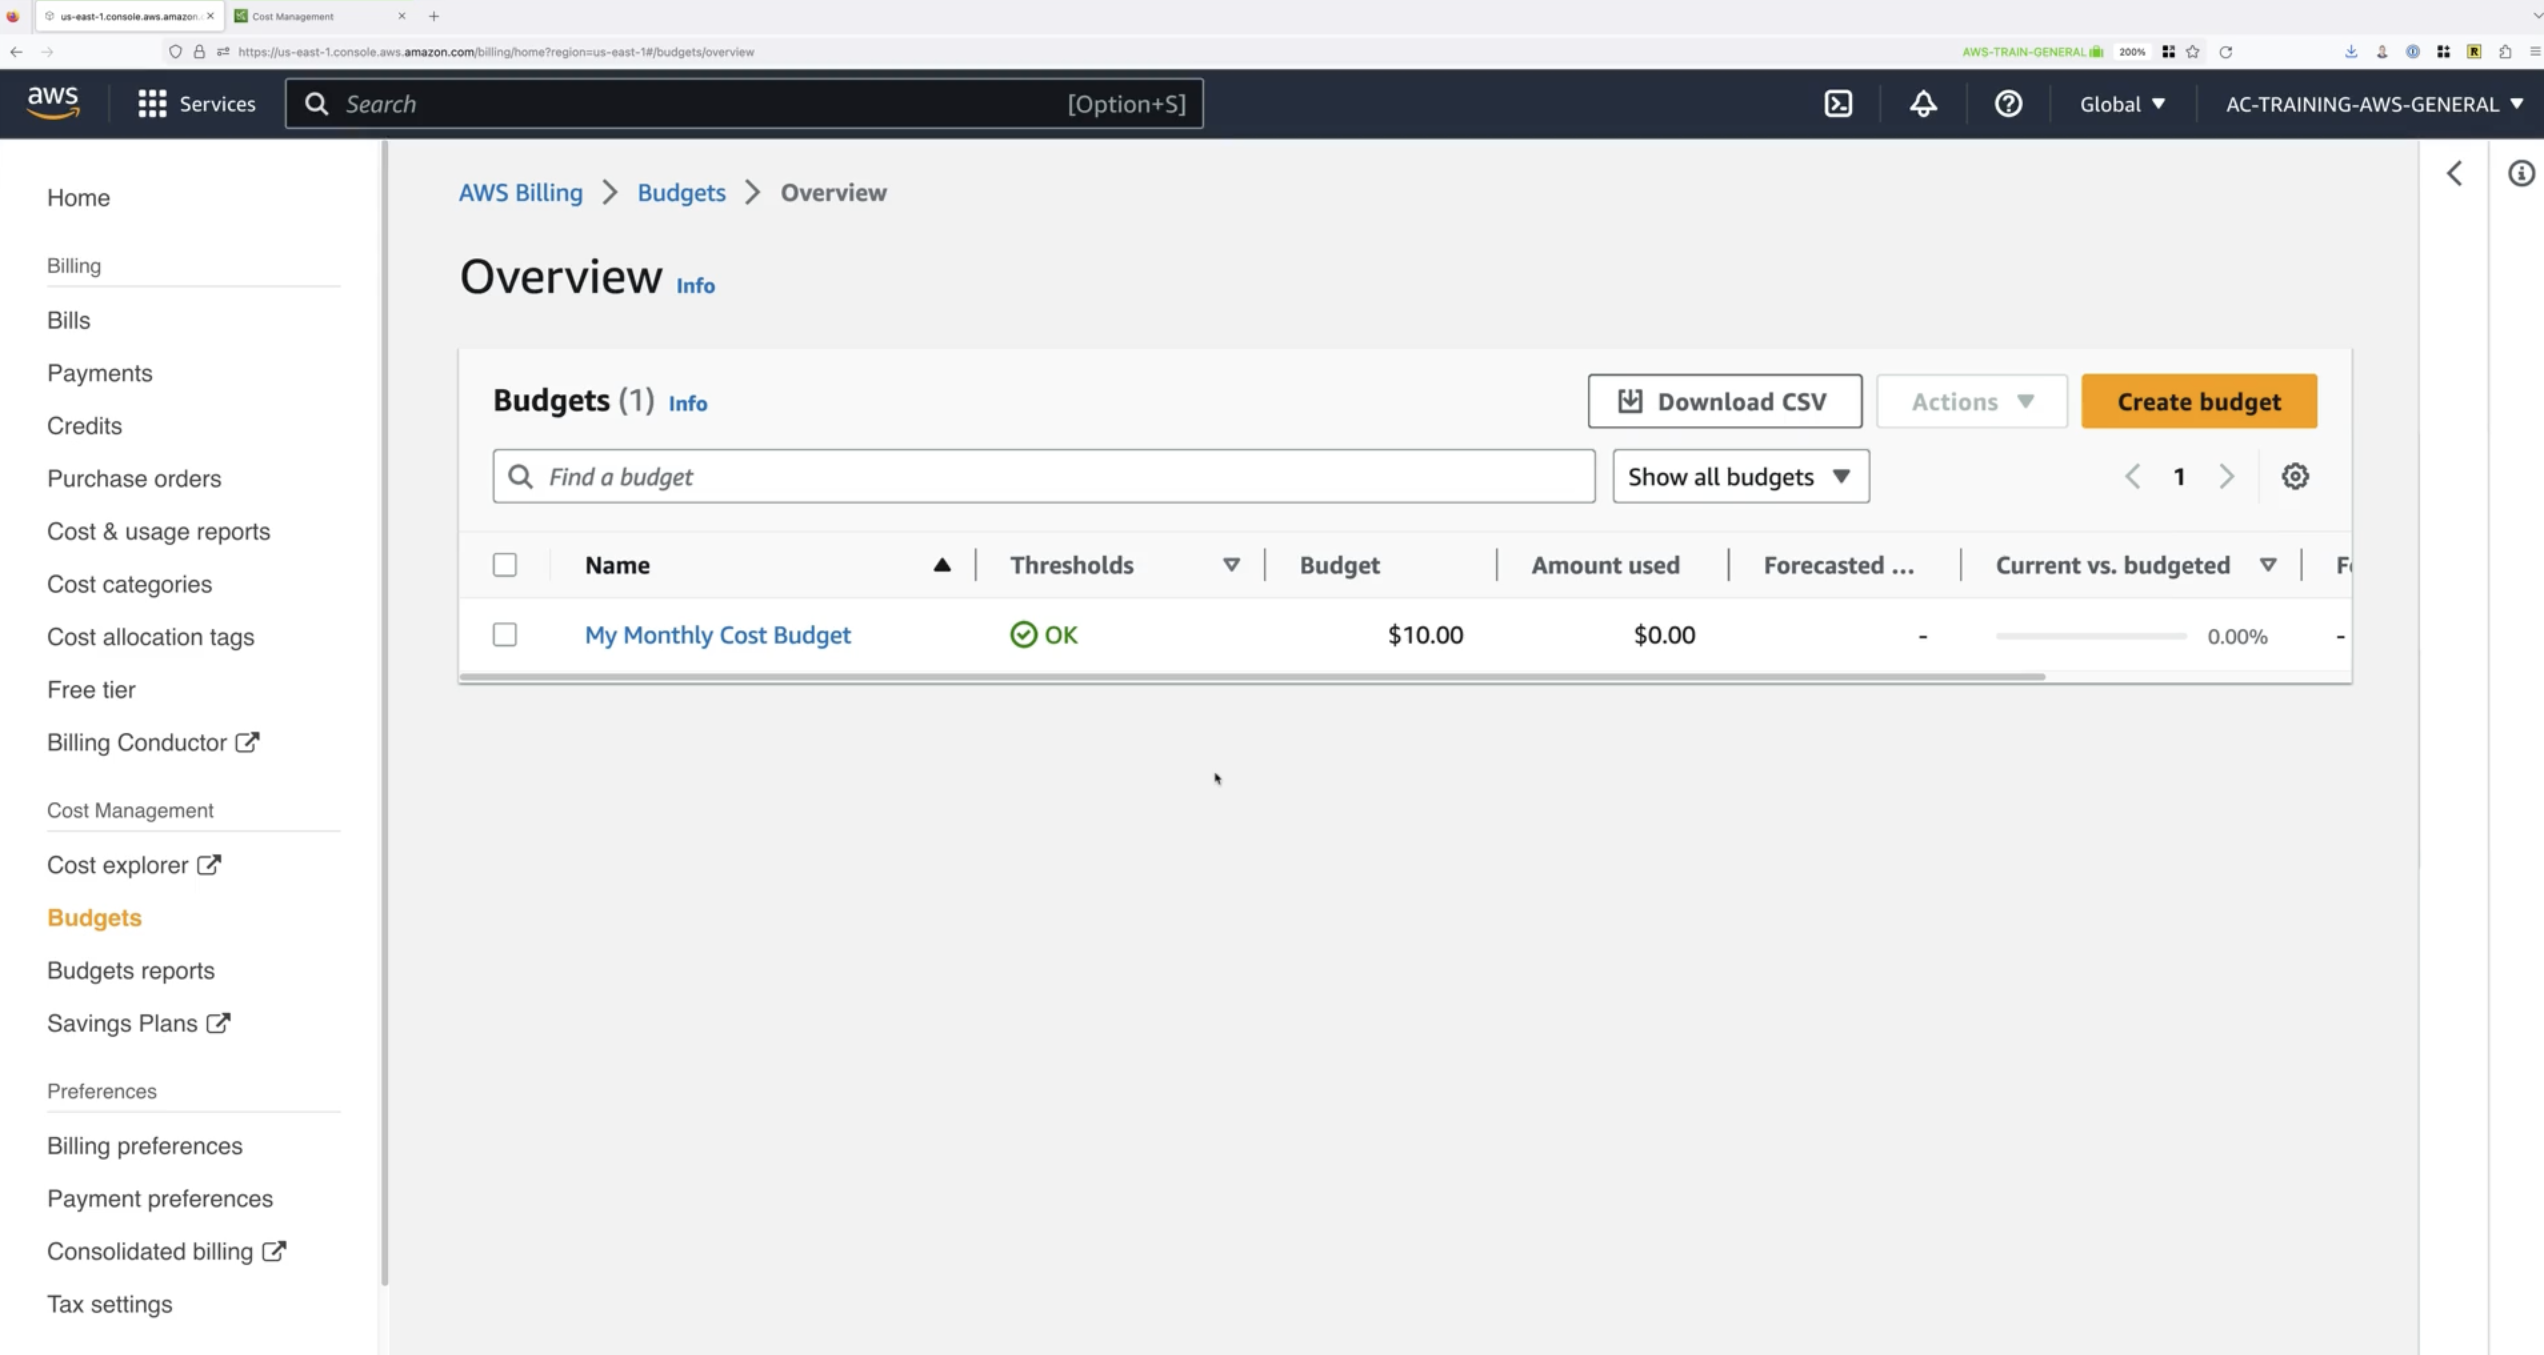 us-east-1.console.aws.amazon.
Cost Management
https://us-east-1.console.aws.amazon.com/billing/home?region=us-east-1#/budgets/overview
AWS-TRAIN-GENERAL
200%
aws
Services
Search
[Option+S]
Global
AC-TRAINING-AWS-GENERAL
Home
Billing
Bills
Payments
Credits
Purchase orders
Cost & usage reports
Cost categories
Cost allocation tags
Free tier
Billing Conductor
Cost Management
Cost explorer
Budgets
Budgets reports
Savings Plans
Preferences
Billing preferences
Payment preferences
Consolidated billing
Tax settings
AWS Billing > Budgets > Overview
Overview Info
Budgets (1) Info
Download CSV
Actions
Create budget
Find a budget
Show all budgets
1
Name Thresholds Budget Amount used Forecasted ... Current vs. budgeted
My Monthly Cost Budget OK $10.00 $0.00 - 0.00% -